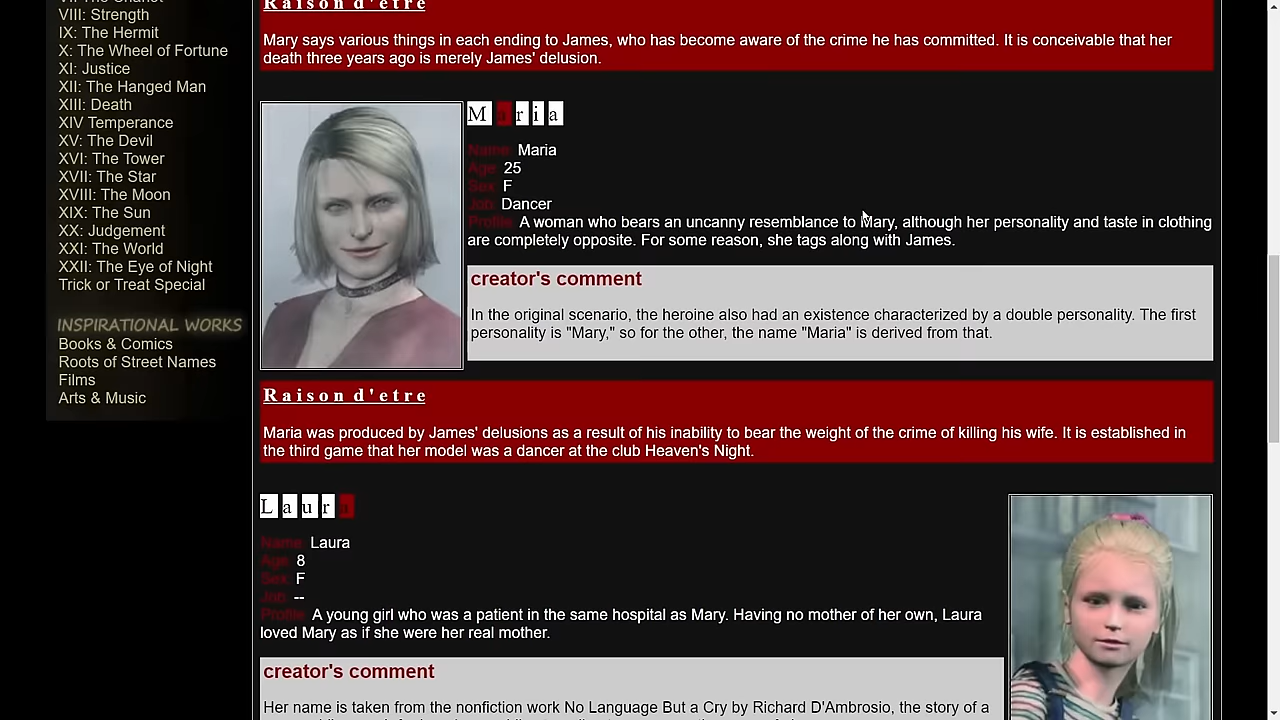 VIII: Strength
IX: The Hermit
X: The Wheel of Fortune
XI: Justice
XII: The Hanged Man
XIII: Death
XIV Temperance
XV: The Devil
XVI: The Tower
XVII: The Star
XVIII: The Moon
XIX: The Sun
XX: Judgement
XXI: The World
XXII: The Eye of Night
Trick or Treat Special
INSPIRATIONAL WORKS
Books & Comics
Roots of Street Names
Films
Arts & Music
Raison d'etre
Mary says various things in each ending to James, who has become aware of the crime he has committed. It is conceivable that her
death three years ago is merely James' delusion.
Maria
Name: Maria
Age: 25
Sex: F
Job: Dancer
Profile: A woman who bears an uncanny resemblance to Mary, although her personality and taste in clothing
are completely opposite. For some reason, she tags along with James.
creator's comment
In the original scenario, the heroine also had an existence characterized by a double personality. The first
personality is "Mary," so for the other, the name "Maria" is derived from that.
Raison d'etre
Maria was produced by James' delusions as a result of his inability to bear the weight of the crime of killing his wife. It is established in
the third game that her model was a dancer at the club Heaven's Night.
Laura
Name: Laura
Age: 8
Sex: F
Job: --
Profile: A young girl who was a patient in the same hospital as Mary. Having no mother of her own, Laura
loved Mary as if she were her real mother.
creator's comment
Her name is taken from the nonfiction work No Language But a Cry by Richard D'Ambrosio, the story of a